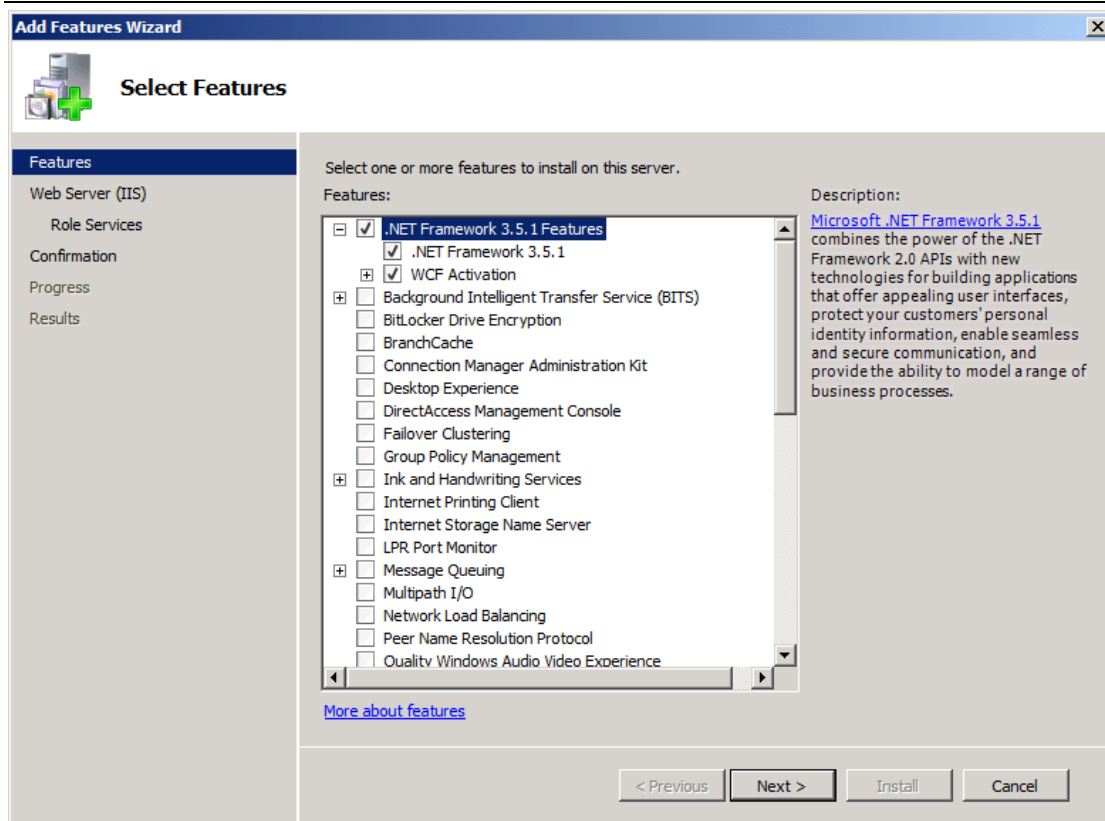 Add Features Wizard
Select Features
Features
Web Server (IIS)
Role Services
Confirmation
Progress
Results
Select one or more features to install on this server.
Features:
.NET Framework 3.5.1 Features
.NET Framework 3.5.1
WCF Activation
Background Intelligent Transfer Service (BITS)
BitLocker Drive Encryption
BranchCache
Connection Manager Administration Kit
Desktop Experience
DirectAccess Management Console
Failover Clustering
Group Policy Management
Ink and Handwriting Services
Internet Printing Client
Internet Storage Name Server
LPR Port Monitor
Message Queuing
Multipath I/O
Network Load Balancing
Peer Name Resolution Protocol
Quality Windows Audio Video Experience
More about features
Description:
Microsoft .NET Framework 3.5.1
combines the power of the .NET
Framework 2.0 APIs with new
technologies for building applications
that offer appealing user interfaces,
protect your customers' personal
identity information, enable seamless
and secure communication, and
provide the ability to model a range of
business processes.
< Previous
Next >
Install
Cancel